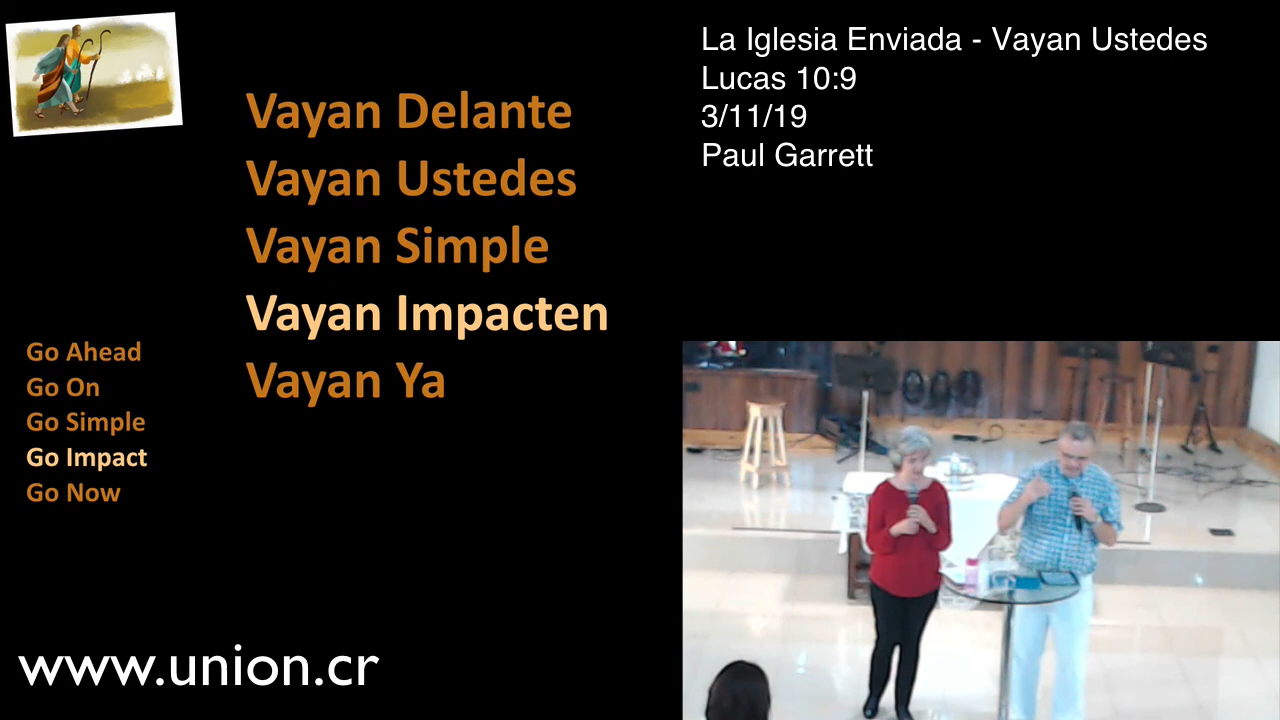 Vayan Delante
Vayan Ustedes
Vayan Simple
Vayan Impacten
Vayan Ya
Go Ahead
Go On
Go Simple
Go Impact
Go Now
www.union.cr
La Iglesia Enviada - Vayan Ustedes
Lucas 10:9
3/11/19
Paul Garrett